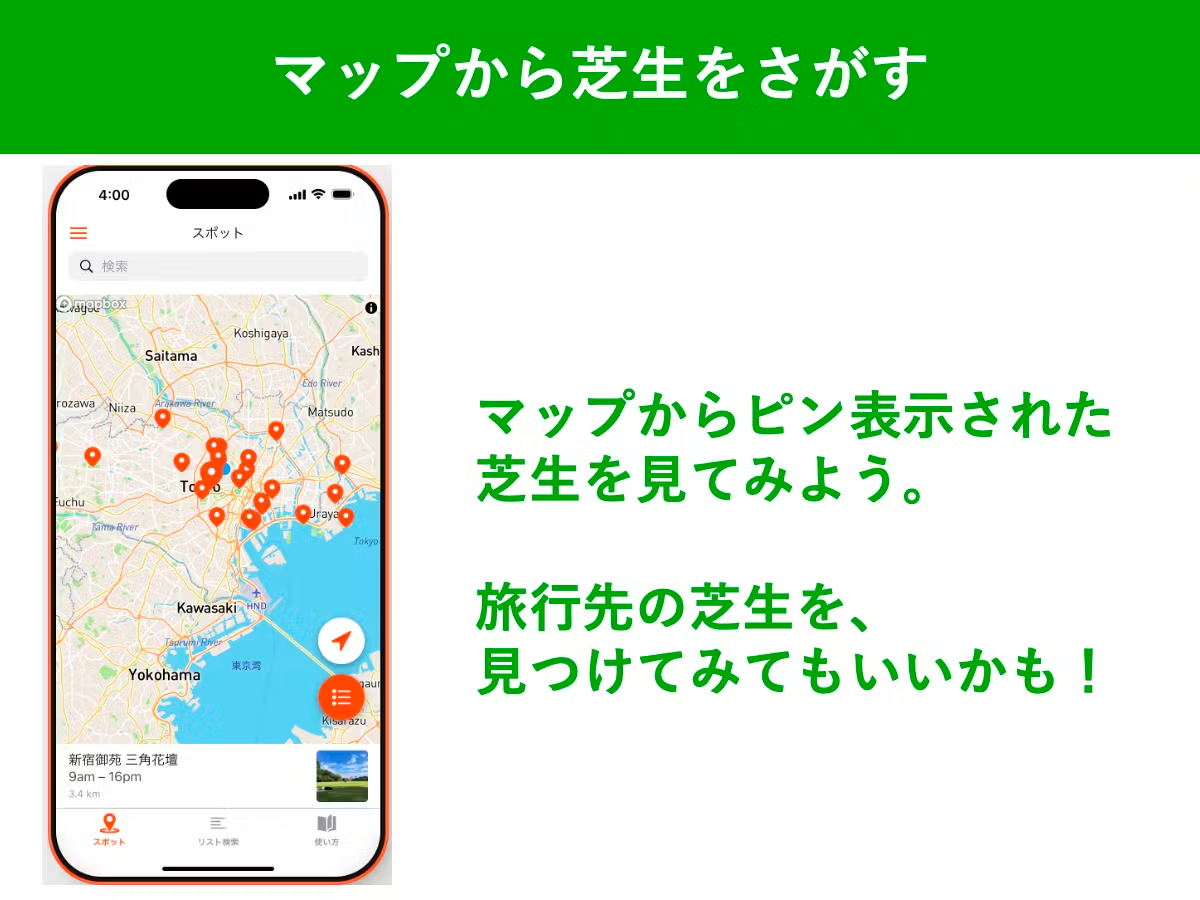 マップから芝生をさがす
4:00
スポット
検索
mapbox
Koshigaya
Saitama
Kash
Edo River
rozawa
Niiza
Arakawa River
Matsudo
Fuchu
Uraya
Tama River
Tokyo
Kawasaki
HND
Tsurumi River
東京湾
Yokohama
Kisarazu
新宿御苑 三角花壇
9am – 16pm
3.4 km
スポット
リスト検索
使い方
マップからピン表示された
芝生を見てみよう。
旅行先の芝生を、
見つけてみてもいいかも！